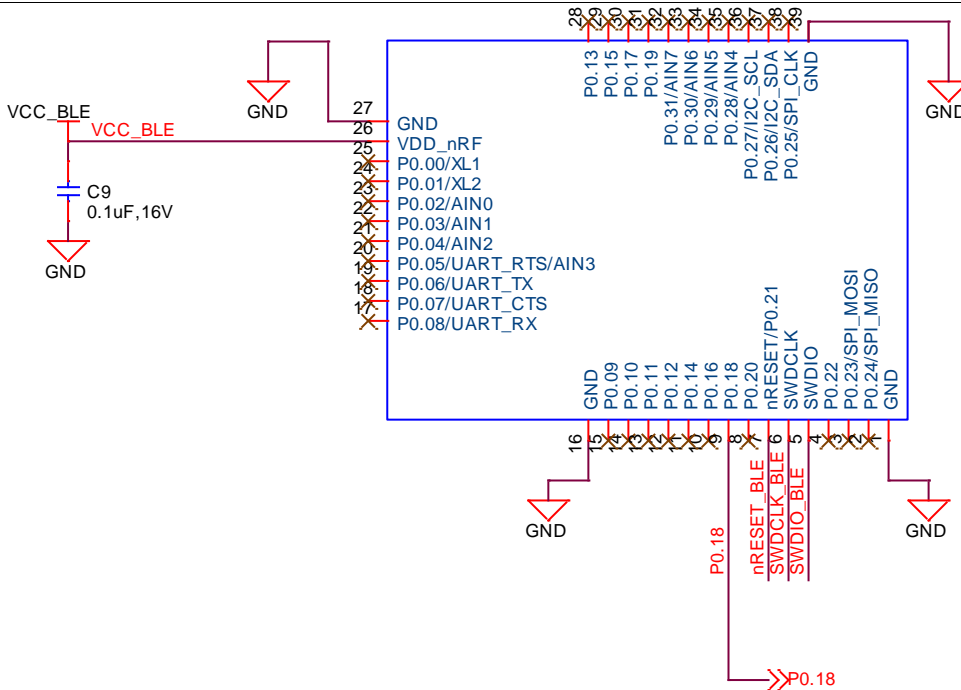 28
29
30
31
32
33
34
35
36
37
38
39
P0.13
P0.15
P0.17
P0.19
P0.31/AIN7
P0.30/AIN6
P0.29/AIN5
P0.28/AIN4
P0.27/I2C_SCL
P0.26/I2C_SDA
P0.25/SPI_CLK
GND
GND
GND
VCC_BLE
VCC_BLE
C9
0.1uF,16V
GND
27
26
25
24
23
22
21
20
19
18
17
GND
VDD_nRF
P0.00/XL1
P0.01/XL2
P0.02/AIN0
P0.03/AIN1
P0.04/AIN2
P0.05/UART_RTS/AIN3
P0.06/UART_TX
P0.07/UART_CTS
P0.08/UART_RX
GND
P0.09
P0.10
P0.11
P0.12
P0.14
P0.16
P0.18
P0.20
nRESET/P0.21
SWDCLK
SWDIO
P0.22
P0.23/SPI_MOSI
P0.24/SPI_MISO
GND
16
15
14
13
12
11
10
9
8
7
6
5
4
3
2
1
GND
P0.18
nRESET_BLE
SWDCLK_BLE
SWDIO_BLE
GND
P0.18